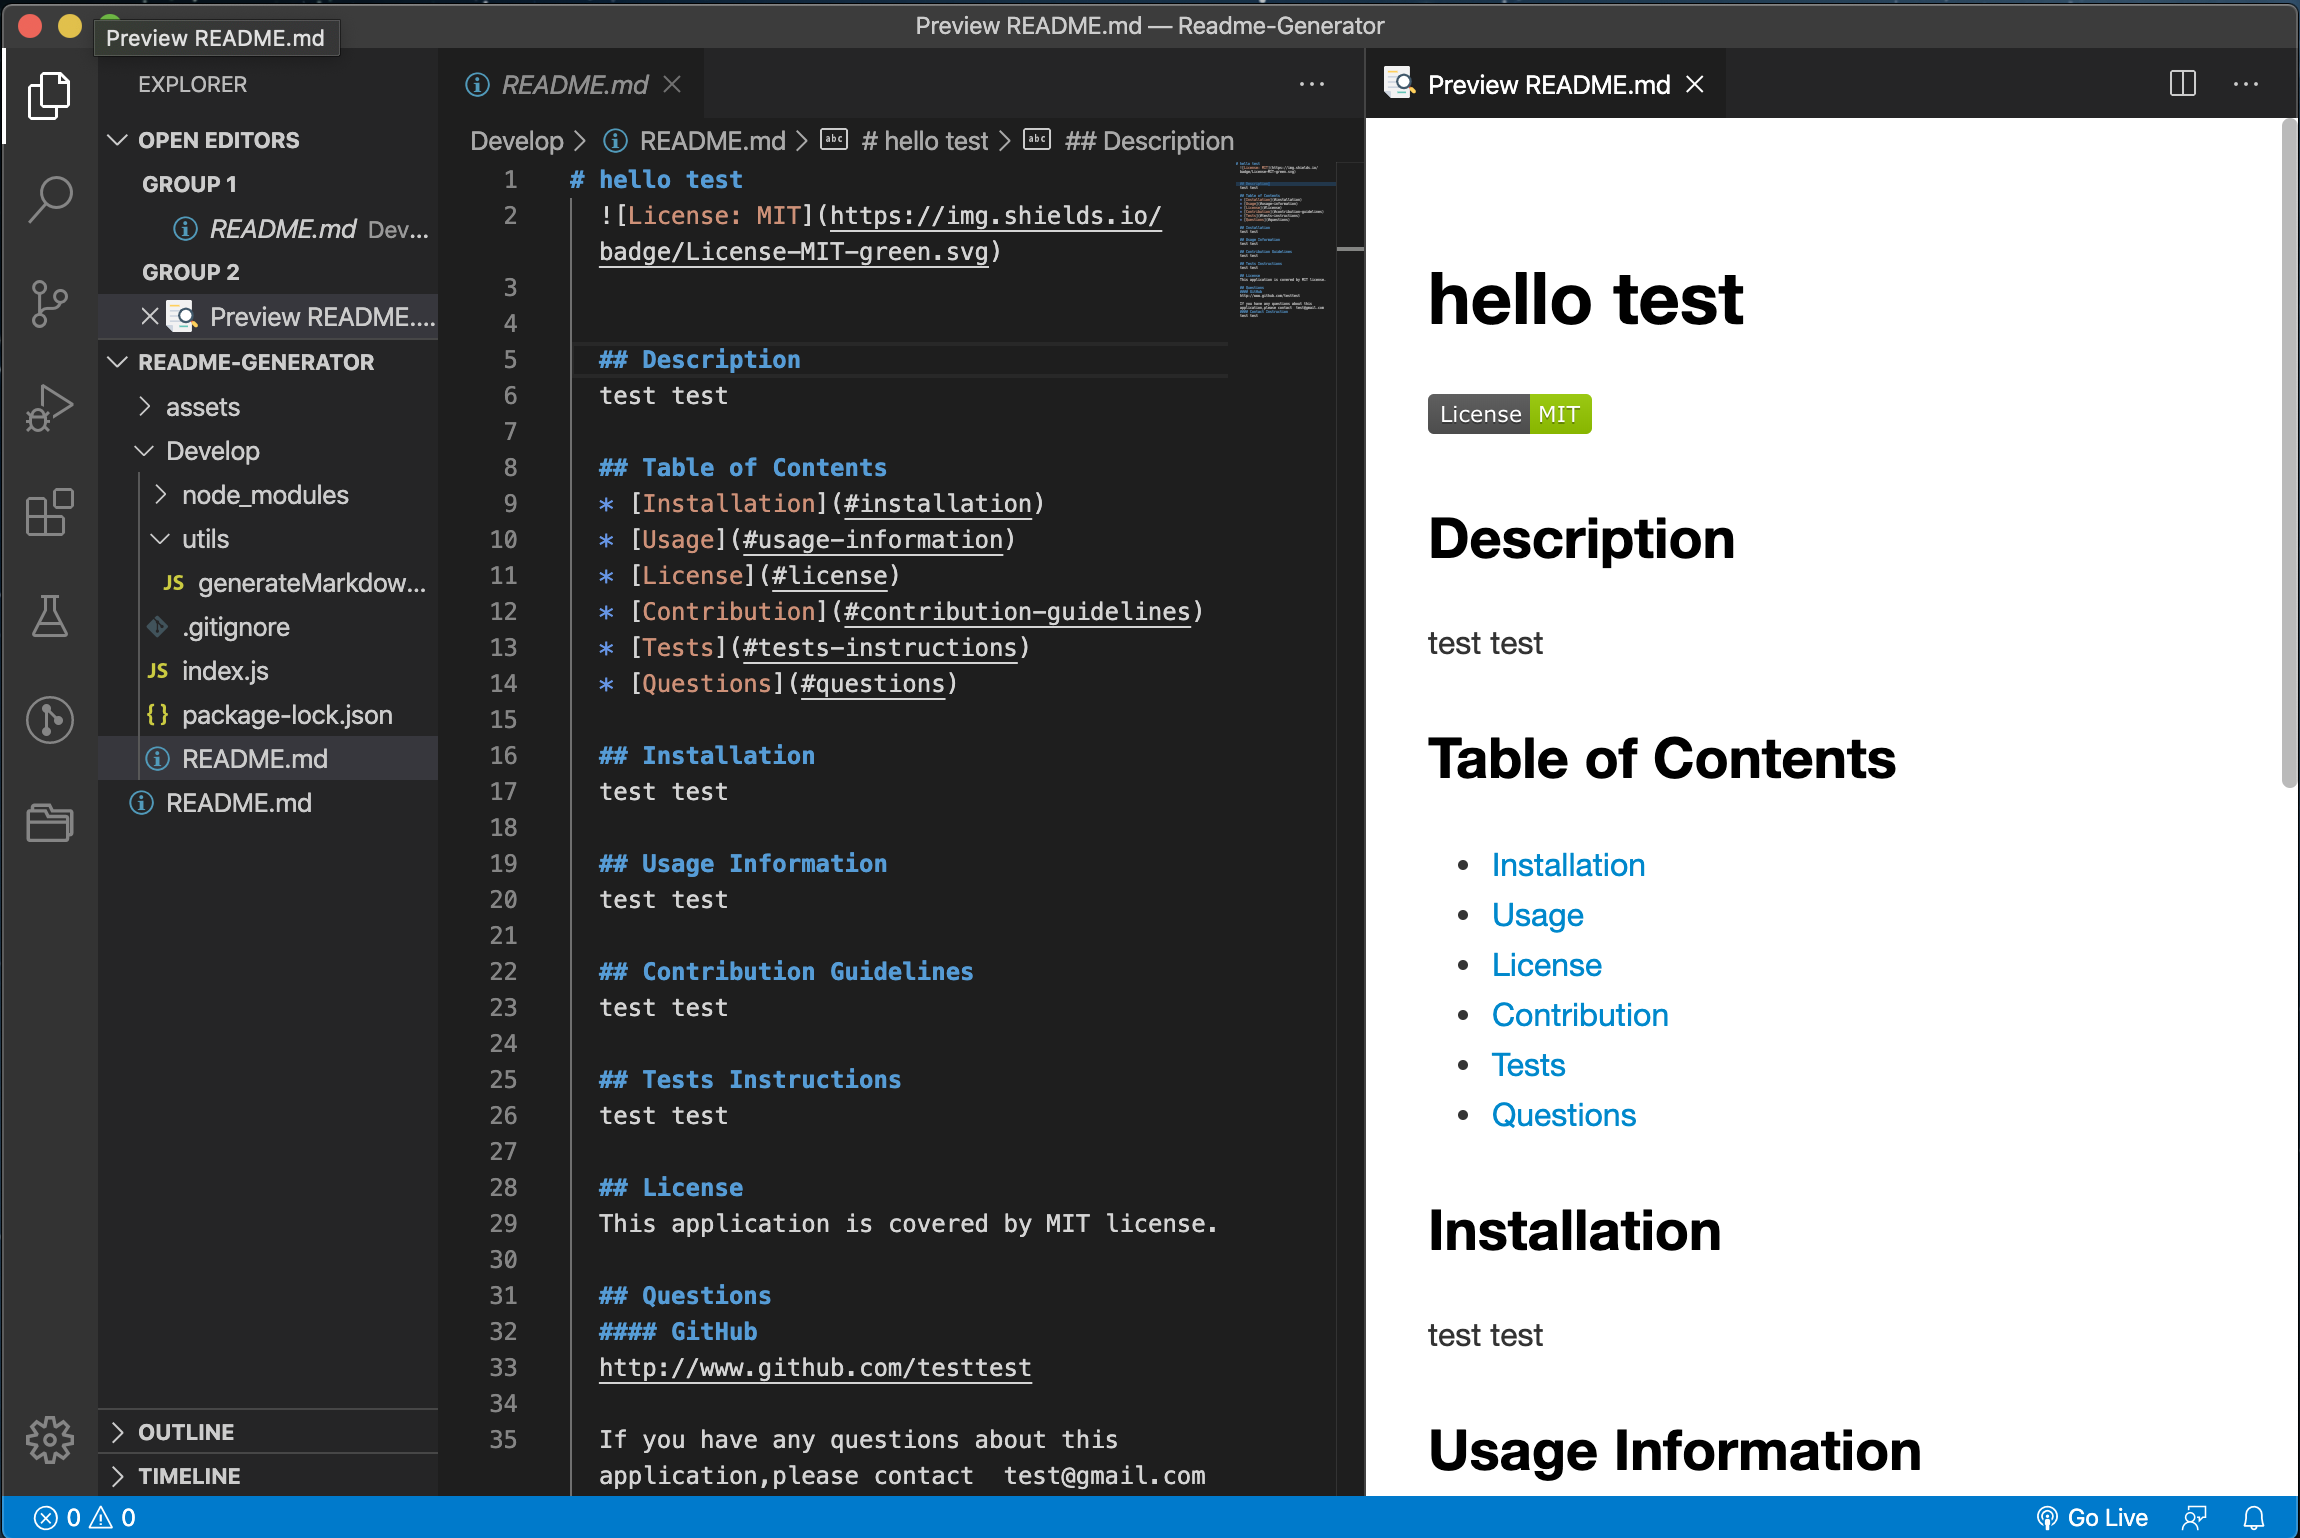 Preview README.md — Readme-Generator
Preview README.md
EXPLORER
OPEN EDITORS
GROUP 1
README.md Dev...
GROUP 2
Preview README....
README-GENERATOR
assets
Develop
node_modules
utils
JS generateMarkdow...
.gitignore
JS index.js
{} package-lock.json
README.md
README.md
OUTLINE
TIMELINE
README.md
Develop > README.md > # hello test > ## Description
1 # hello test
2 ![License: MIT](https://img.shields.io/
badge/License-MIT-green.svg)
3
4
5 ## Description
6 test test
7
8 ## Table of Contents
9 * [Installation](#installation)
10 * [Usage](#usage-information)
11 * [License](#license)
12 * [Contribution](#contribution-guidelines)
13 * [Tests](#tests-instructions)
14 * [Questions](#questions)
15
16 ## Installation
17 test test
18
19 ## Usage Information
20 test test
21
22 ## Contribution Guidelines
23 test test
24
25 ## Tests Instructions
26 test test
27
28 ## License
29 This application is covered by MIT license.
30
31 ## Questions
32 #### GitHub
33 http://www.github.com/testtest
34
35 If you have any questions about this
application,please contact  test@gmail.com
Preview README.md
hello test
License MIT
Description
test test
Table of Contents
• Installation
• Usage
• License
• Contribution
• Tests
• Questions
Installation
test test
Usage Information
0 0
Go Live